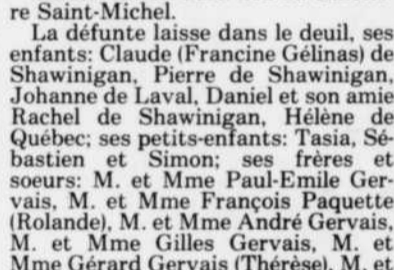 re Saint-Michel.
La défunte laisse dans le deuil, ses
enfants: Claude (Francine Gélinas) de
Shawinigan, Pierre de Shawinigan,
Johanne de Laval, Daniel et son amie
Rachel de Shawinigan, Hélène de
Québec; ses petits-enfants: Tasia, Sé-
bastien et Simon; ses frères et
soeurs: M. et Mme Paul-Emile Ger-
vais, M. et Mme François Paquette
(Rolande), M. et Mme André Gervais,
M. et Mme Gilles Gervais, M. et
Mme Gérard Gervais (Thérèse), M. et